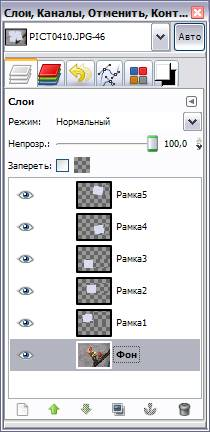 Слои, Каналы, Отменить, Конт
PICT0410.JPG-46
Авто
Слои
Режим: Нормальный
Непрозр.: 100,0
Запереть:
Рамка5
Рамка4
Рамка3
Рамка2
Рамка1
Фон